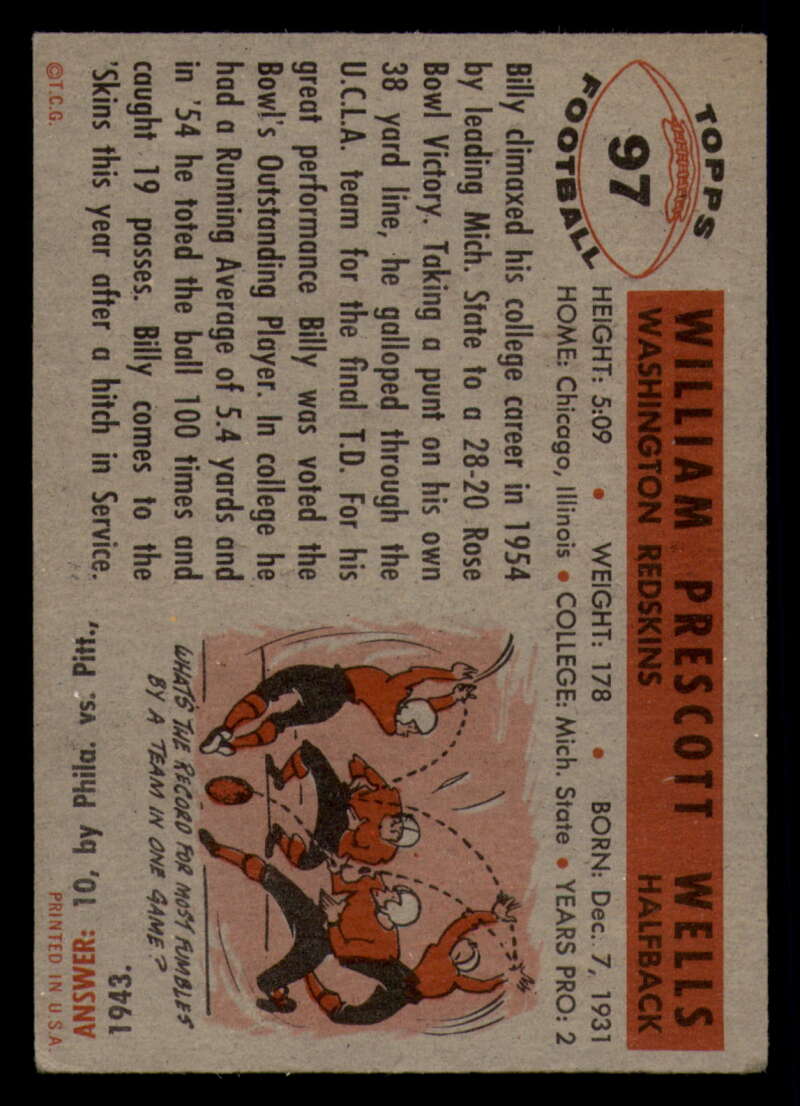 TOPPS
97
FOOTBALL
WILLIAM PRESCOTT WELLS
WASHINGTON REDSKINS HALFBACK
HEIGHT: 5:09 • WEIGHT: 178 • BORN: Dec. 7, 1931
HOME: Chicago, Illinois • COLLEGE: Mich. State • YEARS PRO: 2
Billy climaxed his college career in 1954
by leading Mich. State to a 28-20 Rose
Bowl Victory. Taking a punt on his own
38 yard line, he galloped through the
U.C.L.A. team for the final T.D. For his
great performance Billy was voted the
Bowl's Outstanding Player. In college he
had a Running Average of 5.4 yards and
in '54 he toted the ball 100 times and
caught 19 passes. Billy comes to the
'Skins this year after a hitch in Service.
©T.C.G.
WHAT'S THE RECORD FOR MOST FUMBLES
BY A TEAM IN ONE GAME?
ANSWER: 10, by Phila. vs. Pitt.,
1943.
PRINTED IN U.S.A